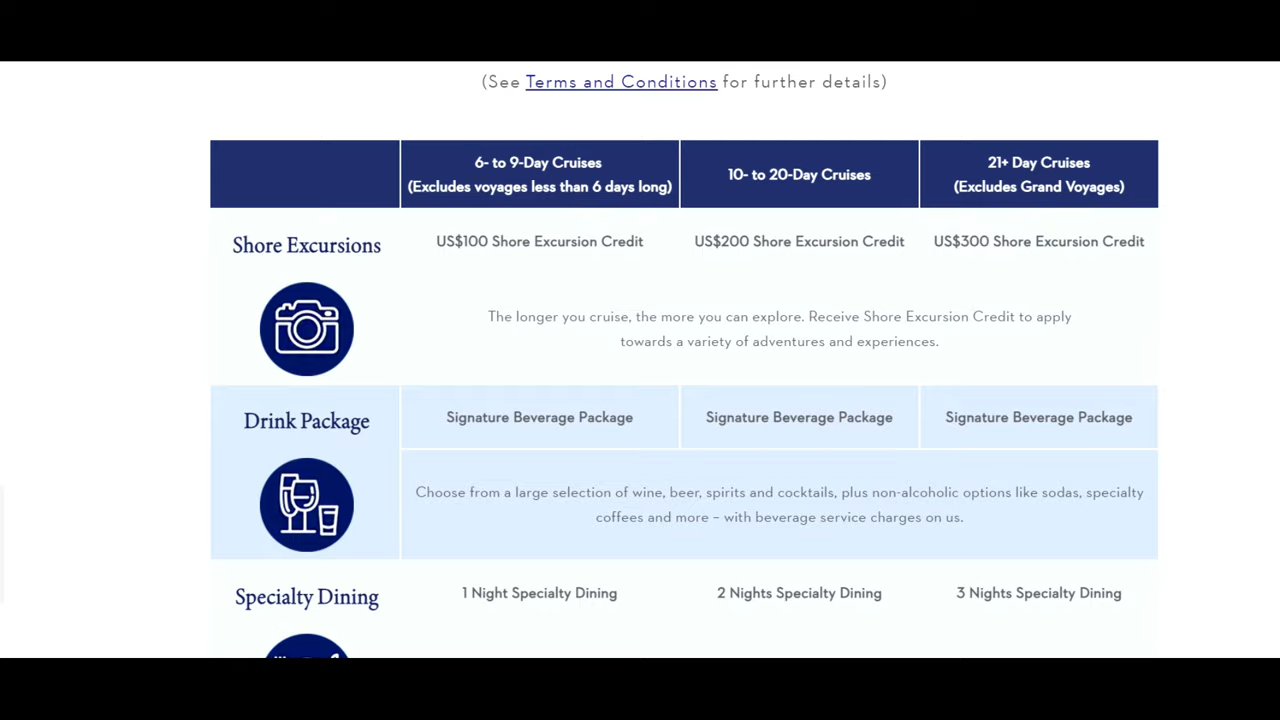 (See Terms and Conditions for further details)
6- to 9-Day Cruises
(Excludes voyages less than 6 days long)
10- to 20-Day Cruises
21+ Day Cruises
(Excludes Grand Voyages)
Shore Excursions
US$100 Shore Excursion Credit
US$200 Shore Excursion Credit
US$300 Shore Excursion Credit
The longer you cruise, the more you can explore. Receive Shore Excursion Credit to apply
towards a variety of adventures and experiences.
Drink Package
Signature Beverage Package
Signature Beverage Package
Signature Beverage Package
Choose from a large selection of wine, beer, spirits and cocktails, plus non-alcoholic options like sodas, specialty
coffees and more – with beverage service charges on us.
Specialty Dining
1 Night Specialty Dining
2 Nights Specialty Dining
3 Nights Specialty Dining